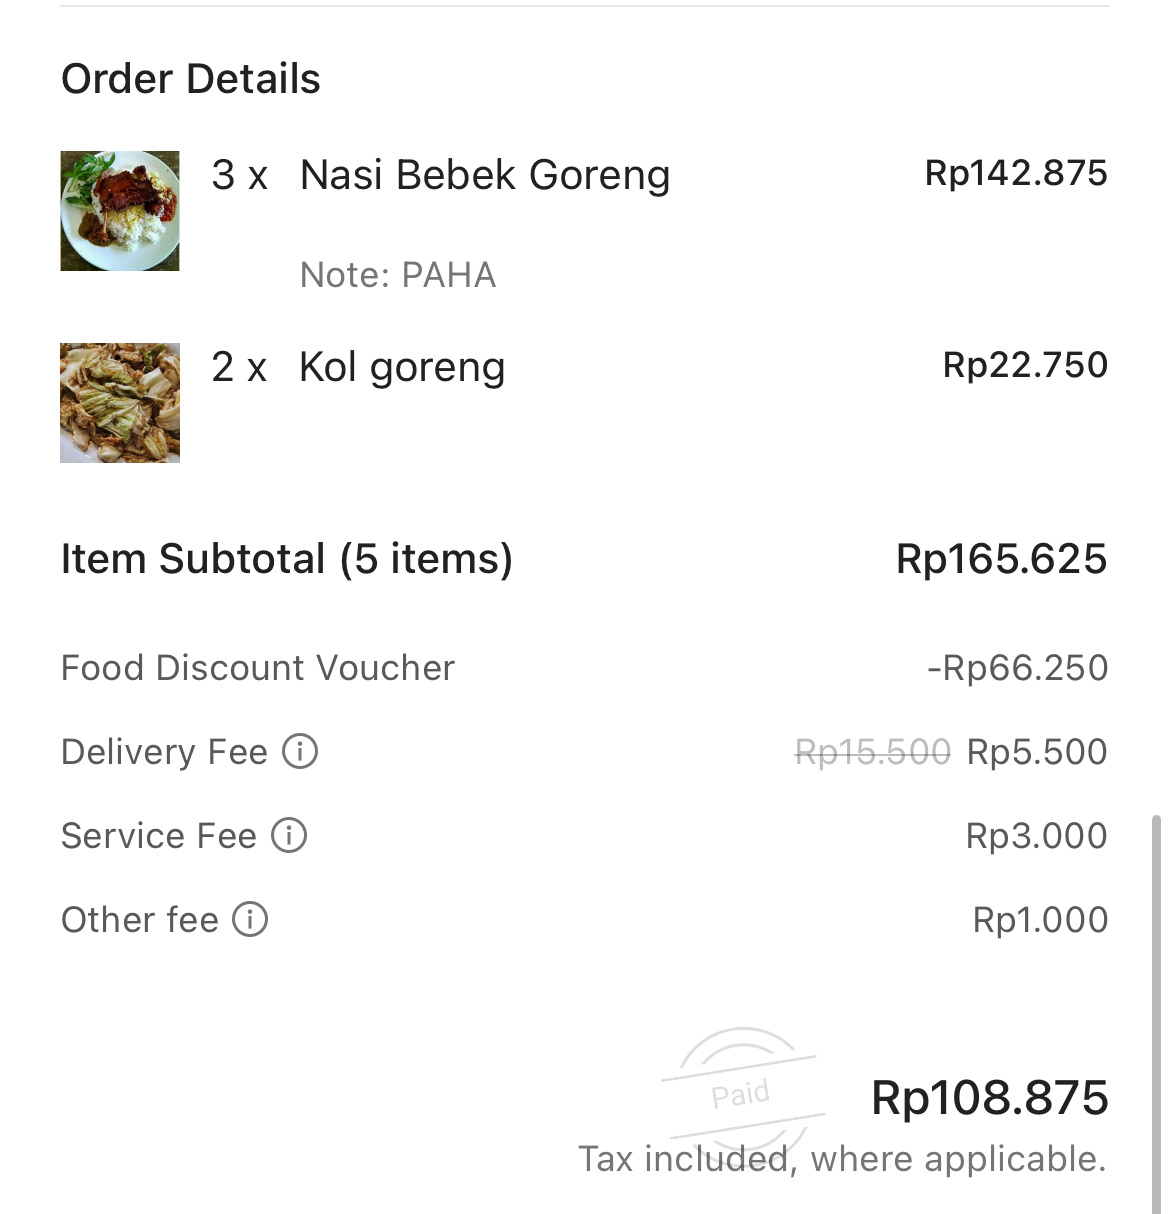 Order Details
3 x Nasi Bebek Goreng Rp142.875
Note: PAHA
2 x Kol goreng Rp22.750
Item Subtotal (5 items) Rp165.625
Food Discount Voucher -Rp66.250
Delivery Fee Rp15.500 Rp5.500
Service Fee Rp3.000
Other fee Rp1.000
Paid Rp108.875
Tax included, where applicable.